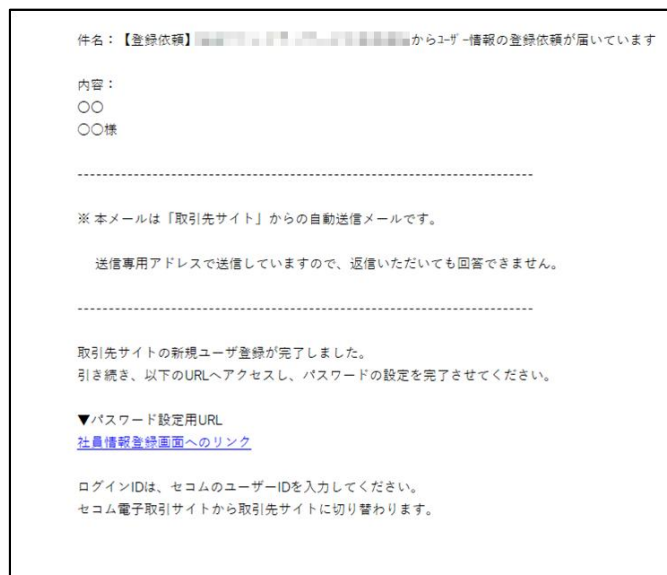 件名：【登録依頼】からﾕｰｻﾞｰ情報の登録依頼が届いています
内容：
○○
○○様
--------------------------------------------------------------------------
※ 本メールは「取引先サイト」からの自動送信メールです。
送信専用アドレスで送信していますので、返信いただいても回答できません。
--------------------------------------------------------------------------
取引先サイトの新規ユーザ登録が完了しました。
引き続き、以下のURLへアクセスし、パスワードの設定を完了させてください。
▼パスワード設定用URL
社員情報登録画面へのリンク
ログインIDは、セコムのユーザーIDを入力してください。
セコム電子取引サイトから取引先サイトに切り替わります。